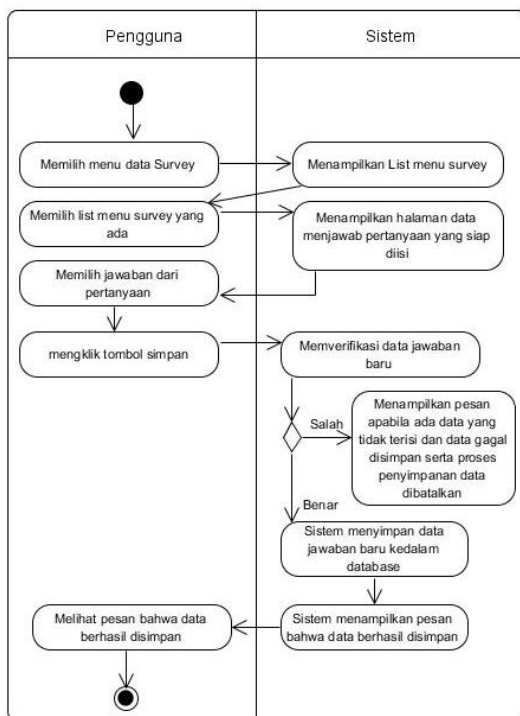 Pengguna
Sistem
Memilih menu data Survey
Menampilkan List menu survey
Memilih list menu survey yang
ada
Menampilkan halaman data
menjawab pertanyaan yang siap
diisi
Memilih jawaban dari
pertanyaan
mengklik tombol simpan
Memverifikasi data jawaban
baru
Salah
Menampilkan pesan
apabila ada data yang
tidak terisi dan data gagal
disimpan serta proses
penyimpanan data
dibatalkan
Benar
Sistem menyimpan data
jawaban baru kedalam
database
Sistem menampilkan pesan
bahwa data berhasil disimpan
Melihat pesan bahwa data
berhasil disimpan